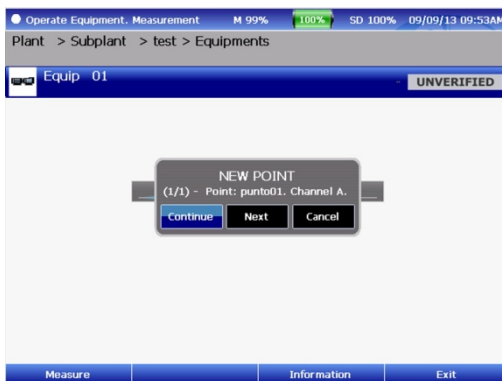 Operate Equipment. Measurement M 99% 100% SD 100% 09/09/13 09:53AM
Plant > Subplant > test > Equipments
Equip 01 - UNVERIFIED
NEW POINT
(1/1) - Point: punto01. Channel A.
Continue Next Cancel
Measure Information Exit